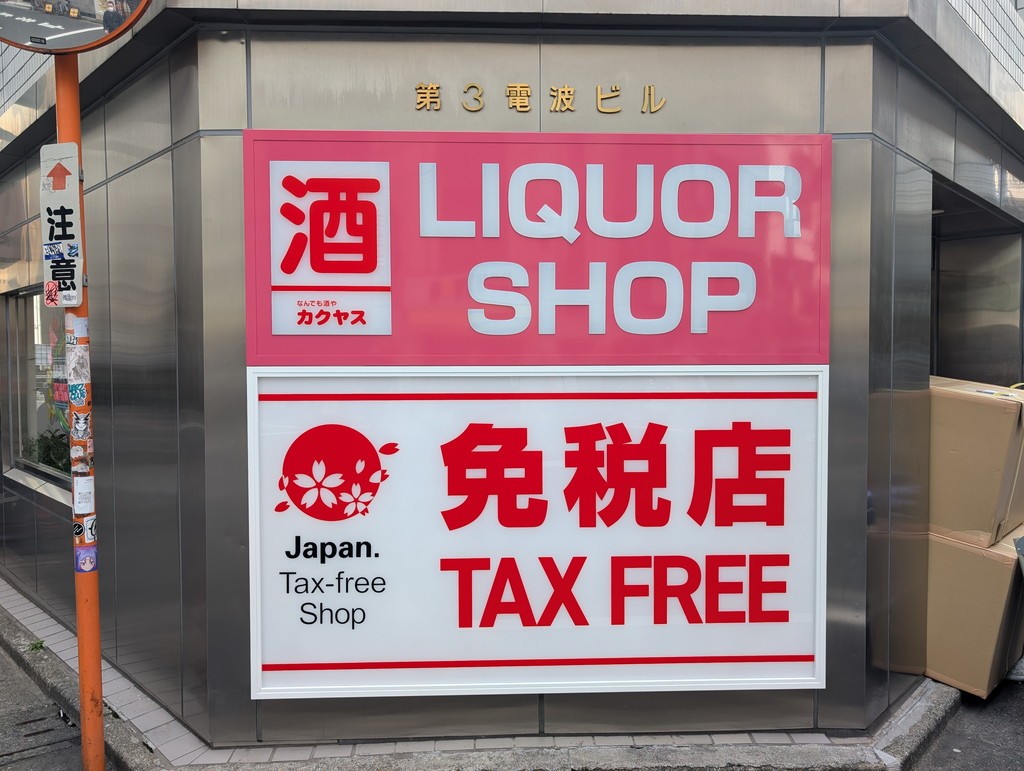 第3電波ビル
酒
なんでも酒や
カクヤス
LIQUOR
SHOP
免税店
TAX FREE
Japan.
Tax-free
Shop
注意